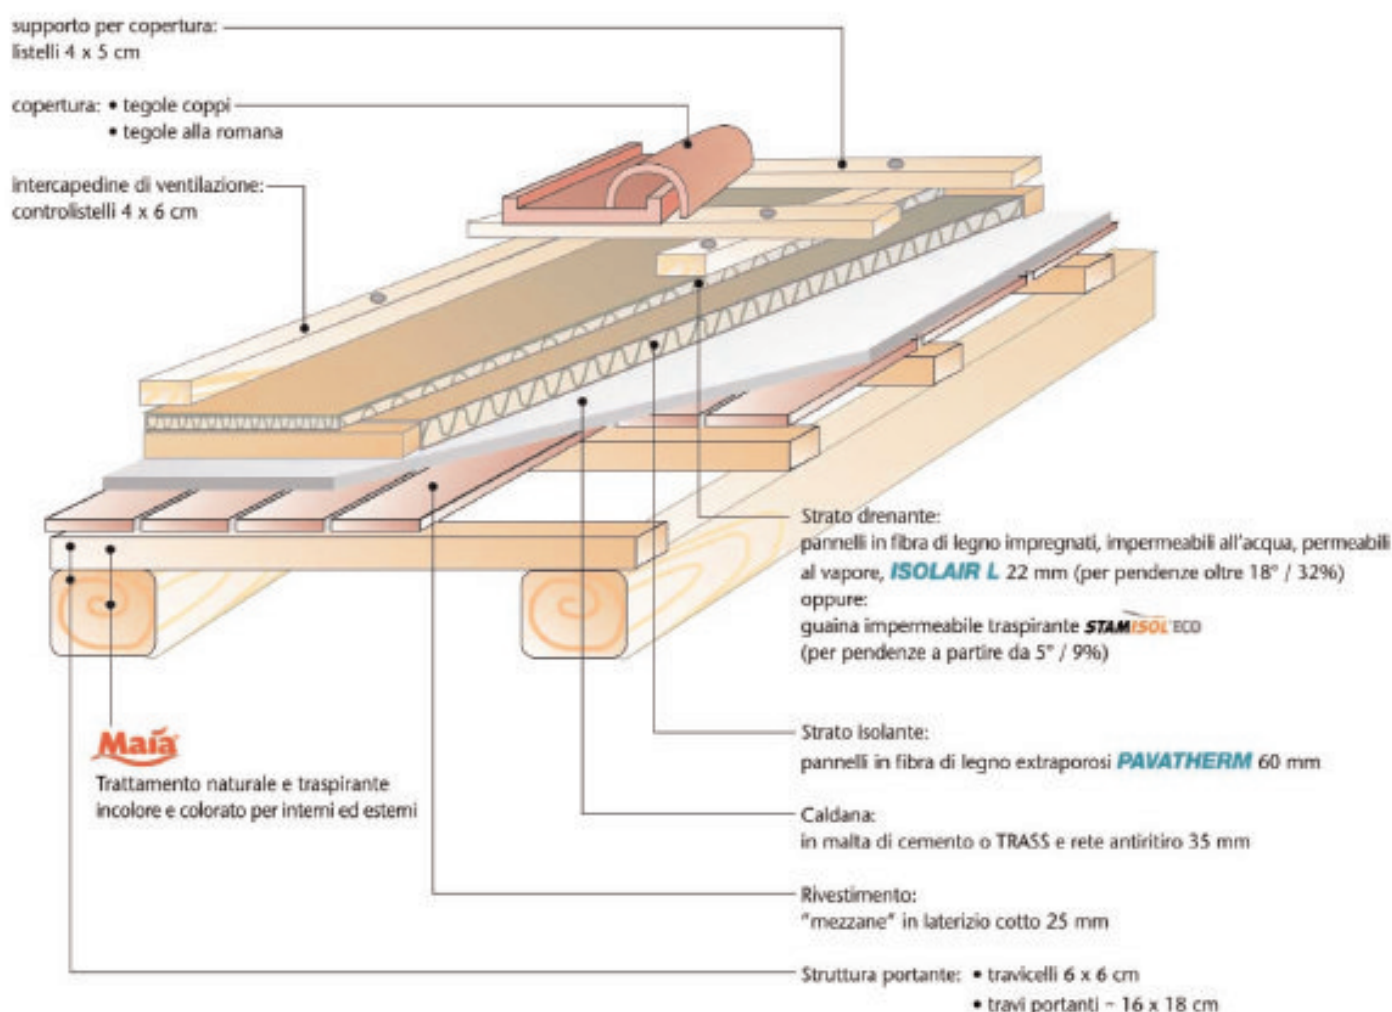 supporto per copertura:
listelli 4 x 5 cm
copertura: • tegole coppi
• tegole alla romana
intercapedine di ventilazione:
controlistelli 4 x 6 cm
Strato drenante:
pannelli in fibra di legno impregnati, impermeabili all'acqua, permeabili
al vapore, ISOLAIR L 22 mm (per pendenze oltre 18° / 32%)
oppure:
guaina impermeabile traspirante STAMISOL ECO
(per pendenze a partire da 5° / 9%)
Maia
Trattamento naturale e traspirante
incolore e colorato per interni ed esterni
Strato Isolante:
pannelli in fibra di legno extraporosi PAVATHERM 60 mm
Caldana:
in malta di cemento o TRASS e rete antiritiro 35 mm
Rivestimento:
"mezzane" in laterizio cotto 25 mm
Struttura portante: • travicelli 6 x 6 cm
• travi portanti ~ 16 x 18 cm